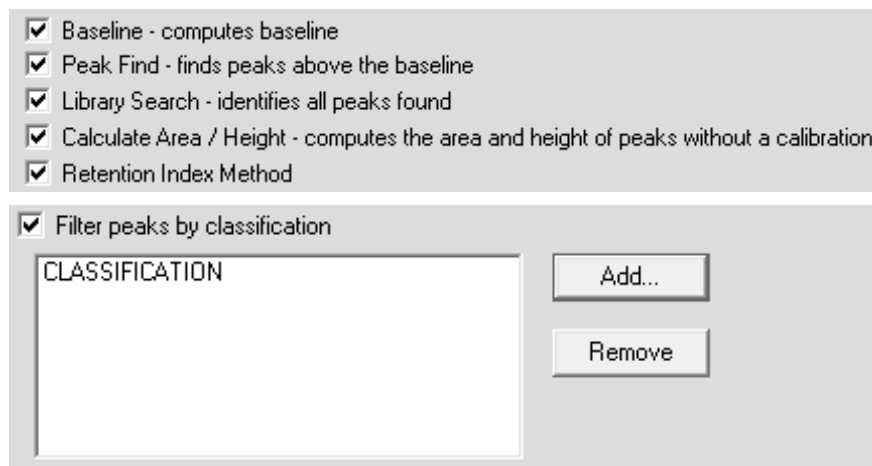 Baseline - computes baseline
Peak Find - finds peaks above the baseline
Library Search - identifies all peaks found
Calculate Area / Height - computes the area and height of peaks without a calibration
Retention Index Method
Filter peaks by classification
CLASSIFICATION
Add...
Remove